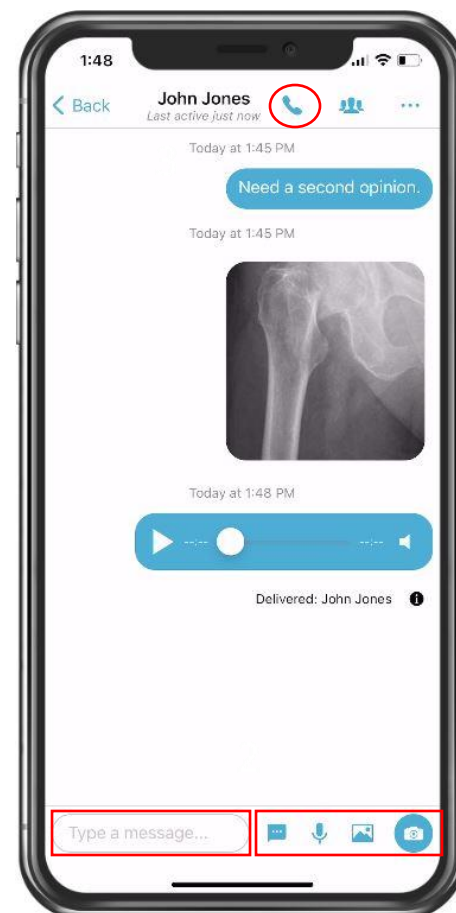 1:48
Back
John Jones
Last active just now
Today at 1:45 PM
Need a second opinion.
Today at 1:45 PM
Today at 1:48 PM
--:-- --:--
Delivered: John Jones
Type a message...